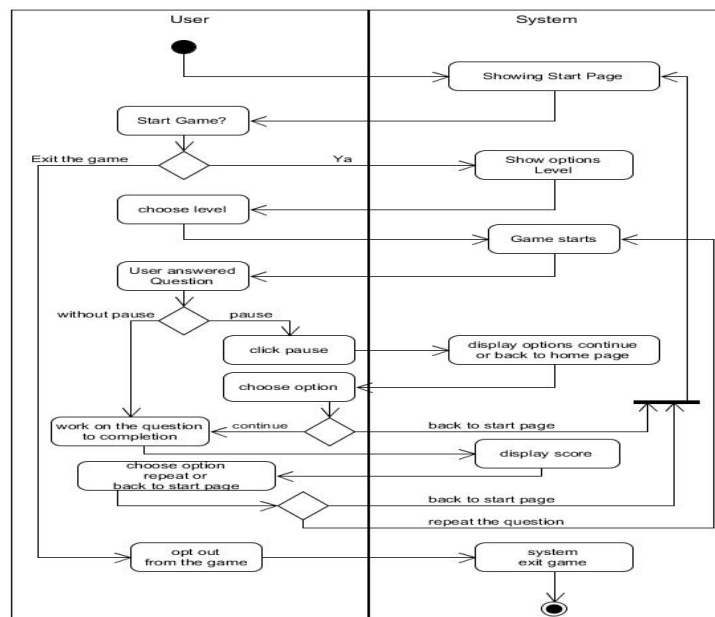 User
System
Showing Start Page
Start Game?
Exit the game
Ya
Show options
Level
choose level
Game starts
User answered
Question
without pause
pause
click pause
display options continue
or back to home page
choose option
work on the question
to completion
continue
back to start page
display score
choose option
repeat or
back to start page
back to start page
repeat the question
opt out
from the game
system
exit game